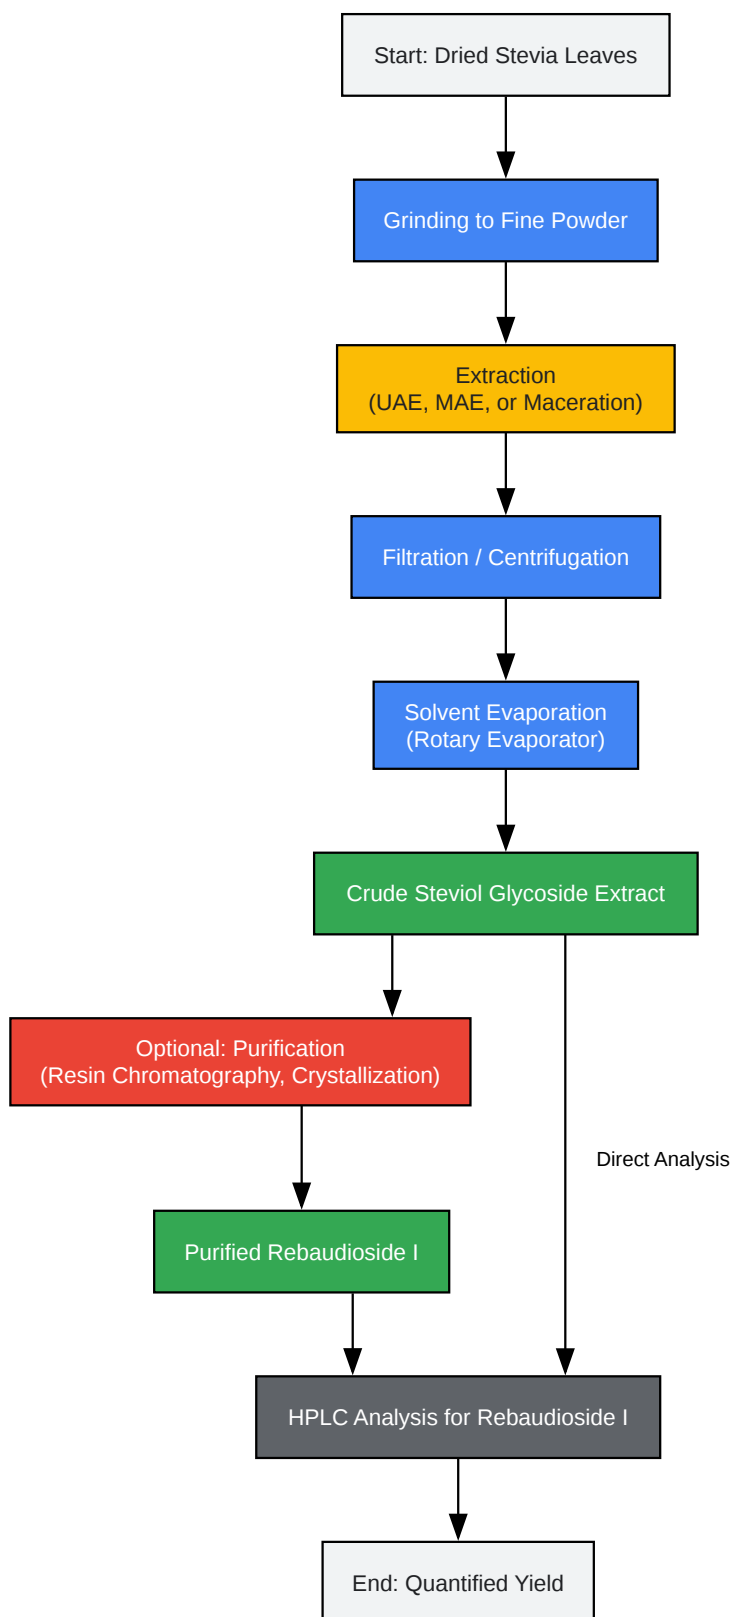 Start: Dried Stevia Leaves
Grinding to Fine Powder
Extraction
(UAE, MAE, or Maceration)
Filtration / Centrifugation
Solvent Evaporation
(Rotary Evaporator)
Crude Steviol Glycoside Extract
Optional: Purification
(Resin Chromatography, Crystallization)
Direct Analysis
Purified Rebaudioside I
HPLC Analysis for Rebaudioside I
End: Quantified Yield